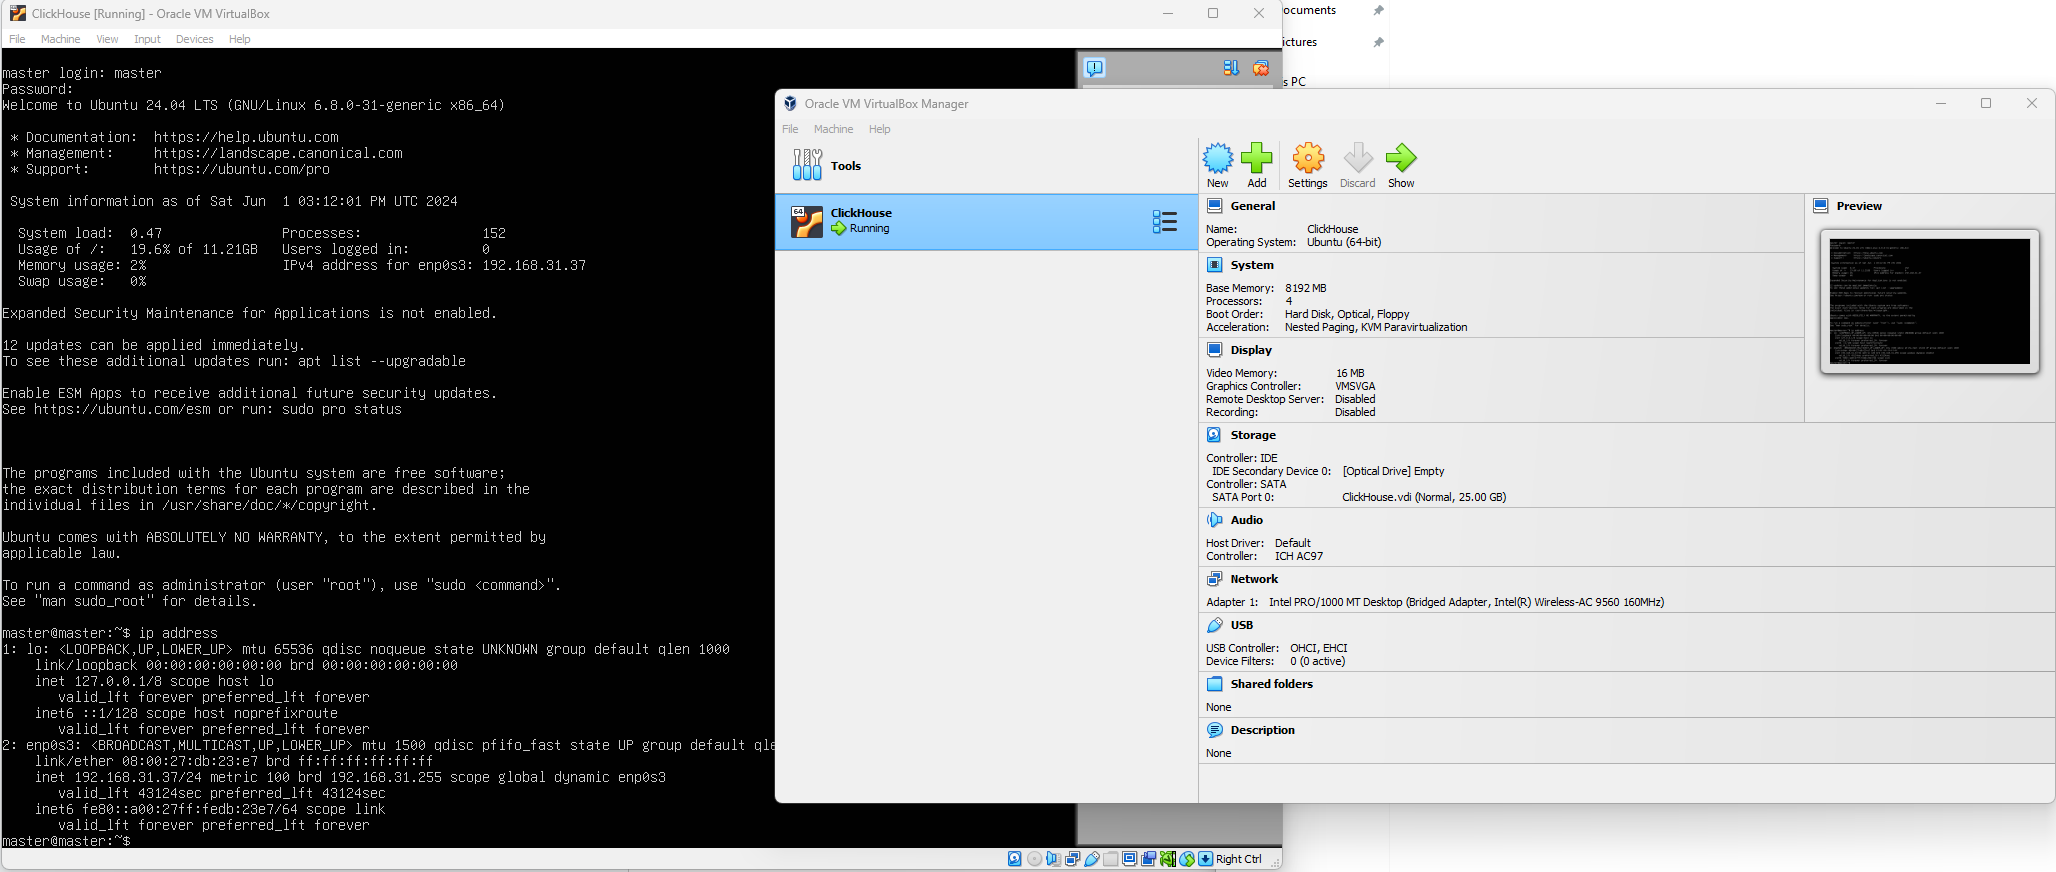 ClickHouse [Running] - Oracle VM VirtualBox
File Machine View Input Devices Help
master login: master
Password:
Welcome to Ubuntu 24.04 LTS (GNU/Linux 6.8.0-31-generic x86_64)
* Documentation: https://help.ubuntu.com
* Management: https://landscape.canonical.com
* Support: https://ubuntu.com/pro
System information as of Sat Jun 1 03:12:01 PM UTC 2024
System load: 0.47 Processes: 152
Usage of /: 19.6% of 11.21GB Users logged in: 0
Memory usage: 2% IPv4 address for enp0s3: 192.168.31.37
Swap usage: 0%
Expanded Security Maintenance for Applications is not enabled.
12 updates can be applied immediately.
To see these additional updates run: apt list --upgradable
Enable ESM Apps to receive additional future security updates.
See https://ubuntu.com/esm or run: sudo pro status
The programs included with the Ubuntu system are free software;
the exact distribution terms for each program are described in the
individual files in /usr/share/doc/*/copyright.
Ubuntu comes with ABSOLUTELY NO WARRANTY, to the extent permitted by
applicable law.
To run a command as administrator (user "root"), use "sudo <command>".
See "man sudo_root" for details.
master@master:~$ ip address
1: lo: <LOOPBACK,UP,LOWER_UP> mtu 65536 qdisc noqueue state UNKNOWN group default qlen 1000
link/loopback 00:00:00:00:00:00 brd 00:00:00:00:00:00
inet 127.0.0.1/8 scope host lo
valid_lft forever preferred_lft forever
inet6 ::1/128 scope host noprefixroute
valid_lft forever preferred_lft forever
2: enp0s3: <BROADCAST,MULTICAST,UP,LOWER_UP> mtu 1500 qdisc pfifo_fast state UP group default qle
link/ether 08:00:27:db:23:e7 brd ff:ff:ff:ff:ff:ff
inet 192.168.31.37/24 metric 100 brd 192.168.31.255 scope global dynamic enp0s3
valid_lft 43124sec preferred_lft 43124sec
inet6 fe80::a00:27ff:fedb:23e7/64 scope link
valid_lft forever preferred_lft forever
master@master:~$
Right Ctrl
ocuments
ictures
s PC
Oracle VM VirtualBox Manager
File Machine Help
Tools
New Add Settings Discard Show
64
ClickHouse
Running
General
Name: ClickHouse
Operating System: Ubuntu (64-bit)
System
Base Memory: 8192 MB
Processors: 4
Boot Order: Hard Disk, Optical, Floppy
Acceleration: Nested Paging, KVM Paravirtualization
Display
Video Memory: 16 MB
Graphics Controller: VMSVGA
Remote Desktop Server: Disabled
Recording: Disabled
Storage
Controller: IDE
IDE Secondary Device 0: [Optical Drive] Empty
Controller: SATA
SATA Port 0: ClickHouse.vdi (Normal, 25.00 GB)
Audio
Host Driver: Default
Controller: ICH AC97
Network
Adapter 1: Intel PRO/1000 MT Desktop (Bridged Adapter, Intel(R) Wireless-AC 9560 160MHz)
USB
USB Controller: OHCI, EHCI
Device Filters: 0 (0 active)
Shared folders
None
Description
None
Preview